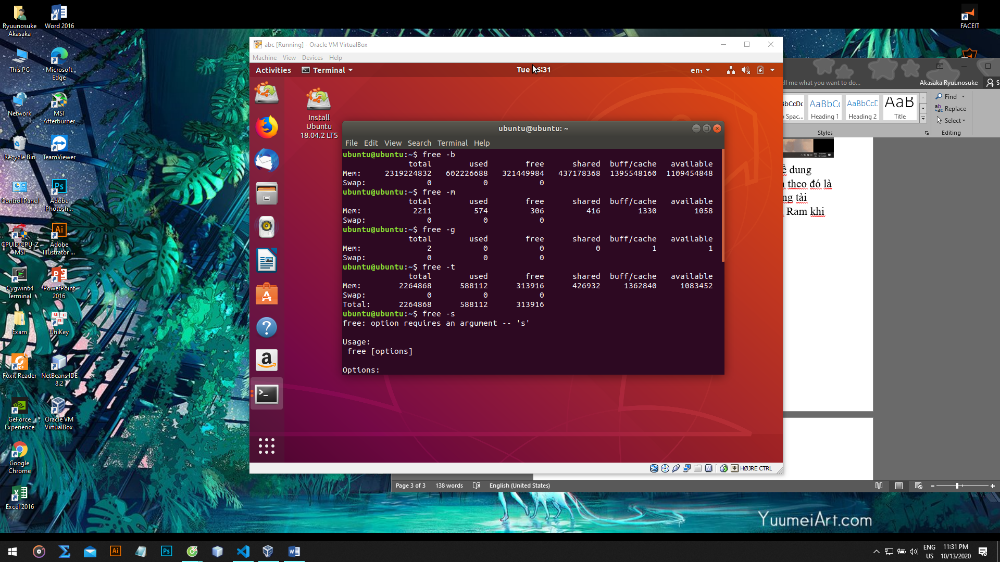 Ryuunosuke
Akasaka
Word 2016
This PC
Microsoft
Edge
Network
MSI
Afterburner
Recycle Bin
TeamViewer
Control Panel
Adobe
Photosh...
CPUID CPU-Z
MSI
Adobe
Illustrator ...
Cygwin64
Terminal
PowerPoint
2016
Exam
UniKey
Foxit Reader
NetBeans IDE
8.2
GeForce
Experience
Oracle VM
VirtualBox
Google
Chrome
Excel 2016
FACEIT
abc [Running] - Oracle VM VirtualBox
Machine View Devices Help
Activities Terminal Tue 5:31 en₁
Install
Ubuntu
18.04.2 LTS
ubuntu@ubuntu: ~
File Edit View Search Terminal Help
ubuntu@ubuntu:~$ free -b
total used free shared buff/cache available
Mem: 2319224832 602226688 321449984 437178368 1395548160 1109454848
Swap: 0 0 0
ubuntu@ubuntu:~$ free -m
total used free shared buff/cache available
Mem: 2211 574 306 416 1330 1058
Swap: 0 0 0
ubuntu@ubuntu:~$ free -g
total used free shared buff/cache available
Mem: 2 0 0 0 1 1
Swap: 0 0 0
ubuntu@ubuntu:~$ free -t
total used free shared buff/cache available
Mem: 2264868 588112 313916 426932 1362840 1083452
Swap: 0 0 0
Total: 2264868 588112 313916
ubuntu@ubuntu:~$ free -s
free: option requires an argument -- 's'
Usage:
free [options]
Options:
HØJRE CTRL
ell me what you want to do...
Akasaka Ryuunosuke
S
bCcDc AaBbCc AaBbCcD AaB
o Spac... Heading 1 Heading 2 Title
Styles
Find
Replace
Select
Editing
ề dung
theo đó là
ng tài
Ram khi
Page 3 of 3 138 words English (United States)
YuumeiArt.com
ENG
US
11:31 PM
10/13/2020